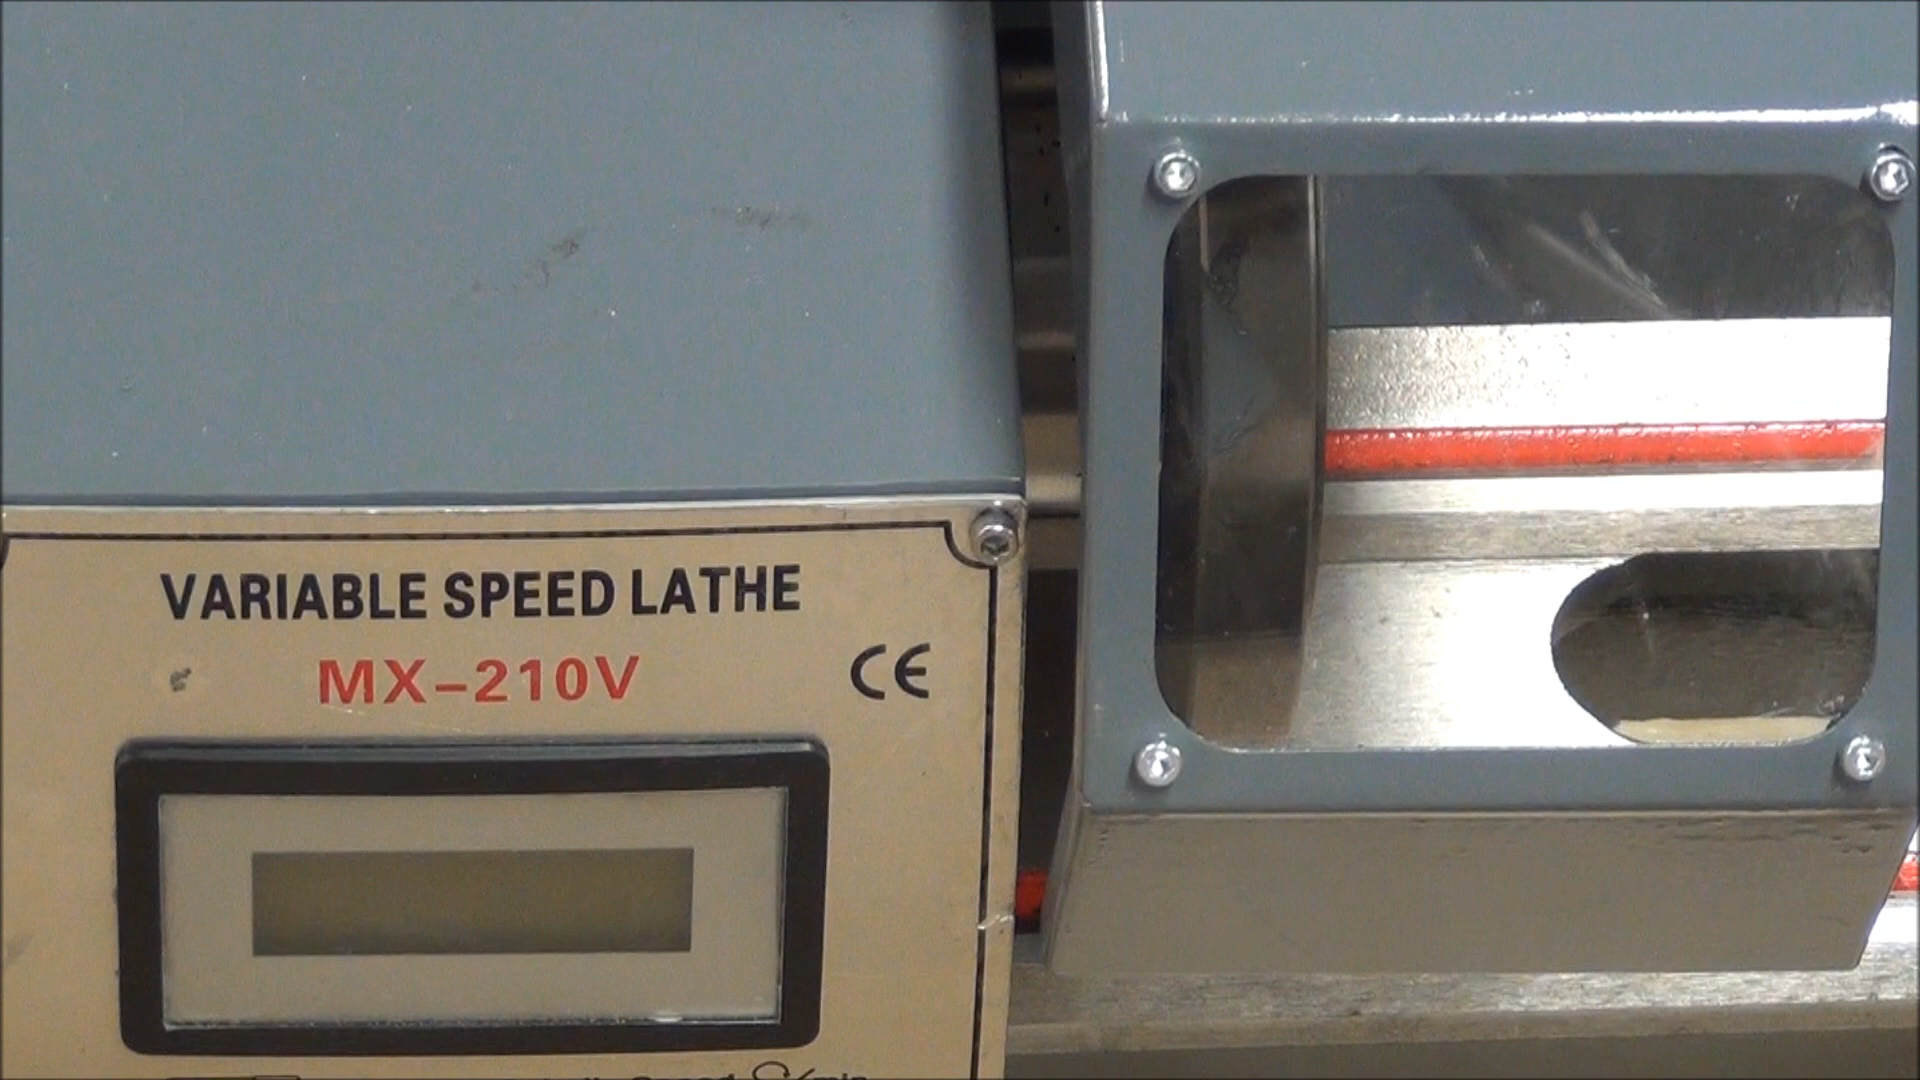 VARIABLE SPEED LATHE
MX-210V
CE